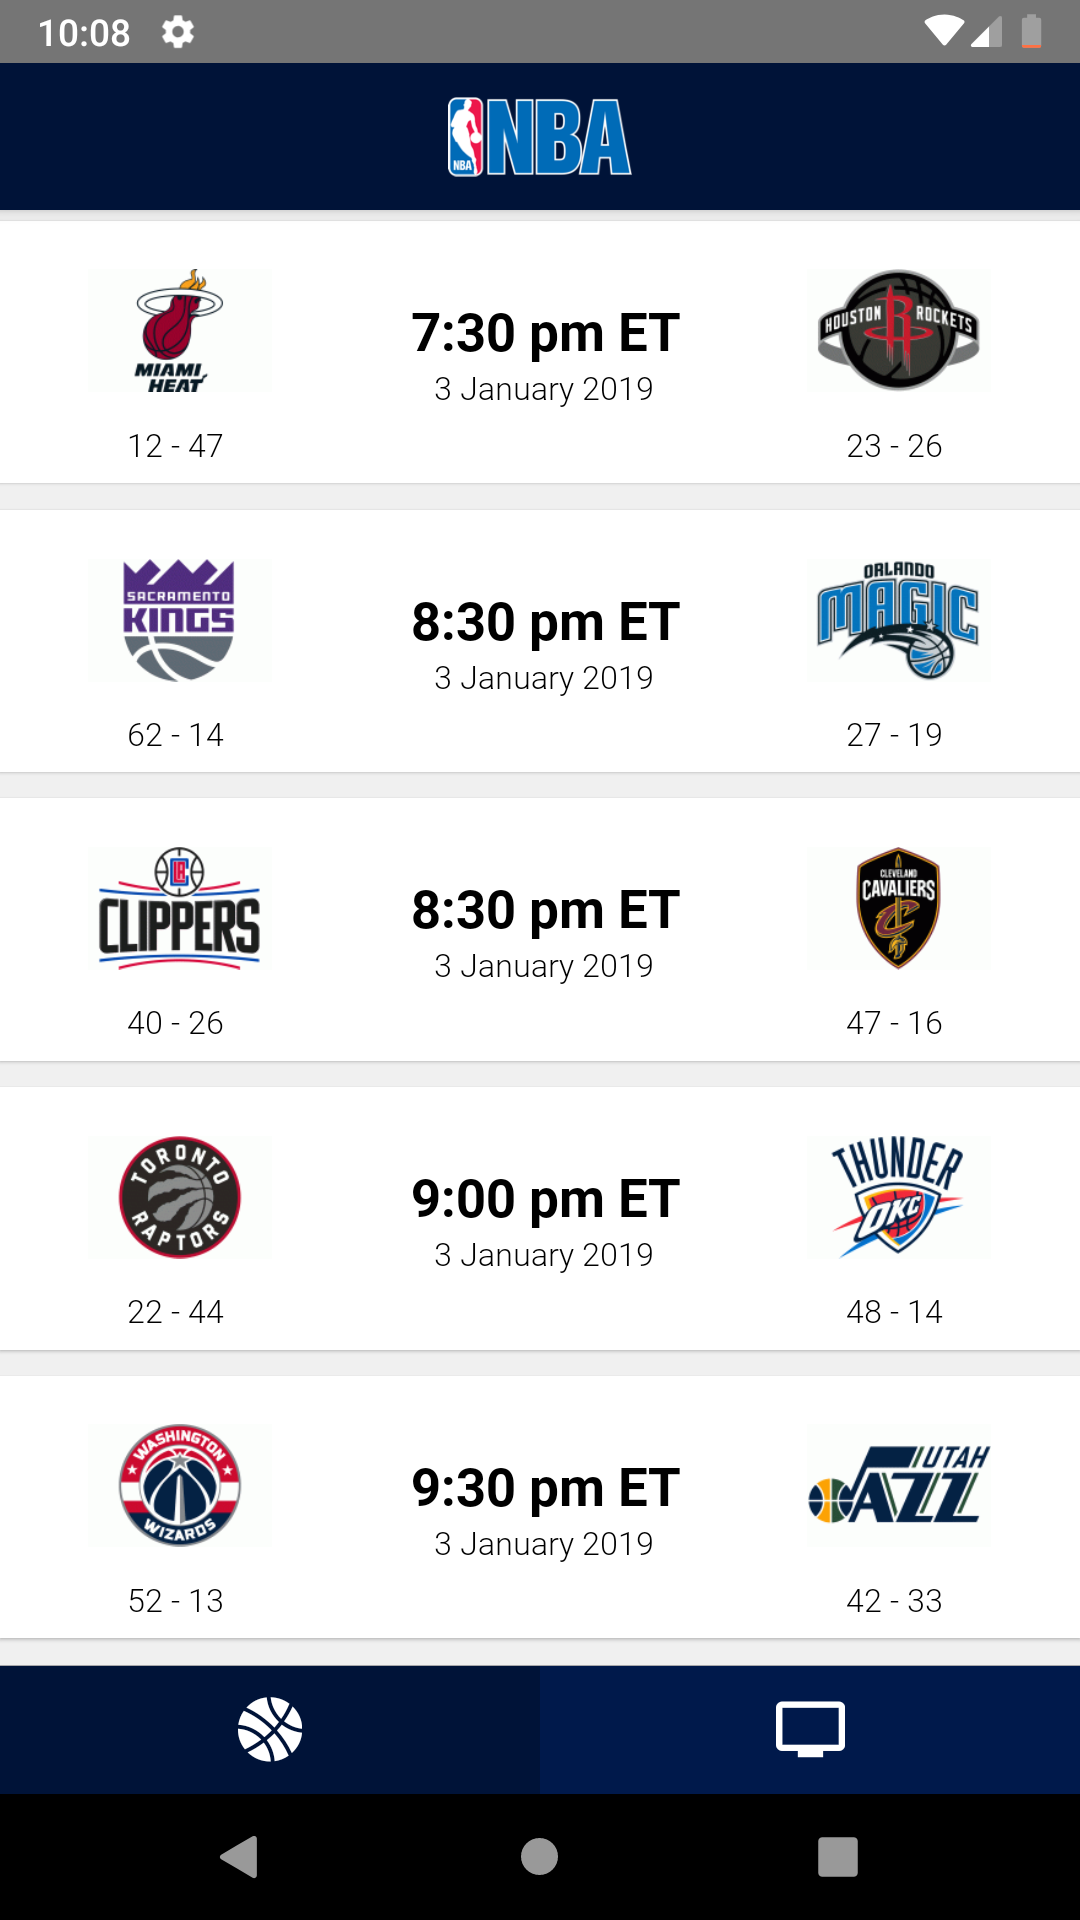 10:08
NBA NBA
MIAMI HEAT
7:30 pm ET
3 January 2019
HOUSTON R ROCKETS
12 - 47
23 - 26
SACRAMENTO KINGS
8:30 pm ET
3 January 2019
ORLANDO MAGIC
62 - 14
27 - 19
LA CLIPPERS
8:30 pm ET
3 January 2019
CLEVELAND CAVALIERS C
40 - 26
47 - 16
TORONTO RAPTORS
9:00 pm ET
3 January 2019
THUNDER OKC
22 - 44
48 - 14
WASHINGTON WIZARDS
9:30 pm ET
3 January 2019
UTAH JAZZ
52 - 13
42 - 33